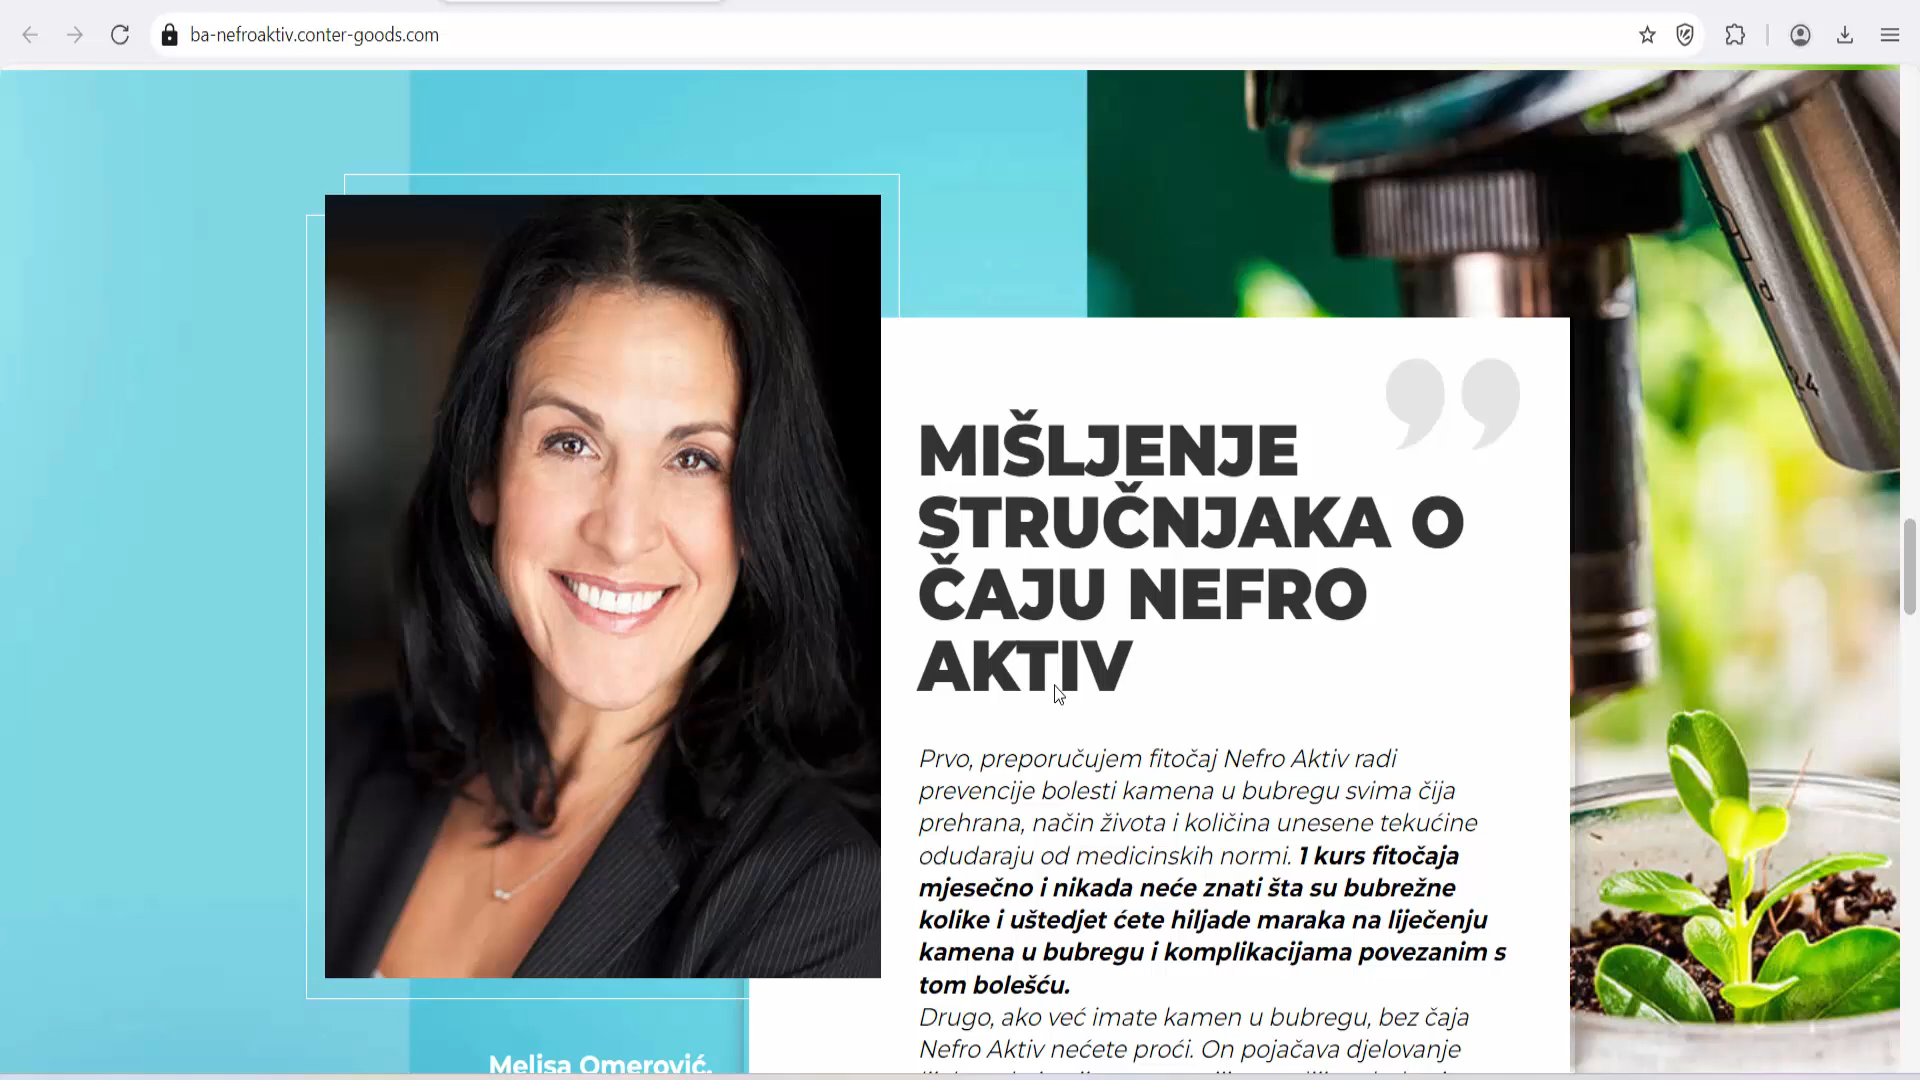 ba-nefroaktiv.conter-goods.com
MIŠLJENJE
STRUČNJAKA O
ČAJU NEFRO
AKTIV
Prvo, preporučujem fitočaj Nefro Aktiv radi
prevencije bolesti kamena u bubregu svima čija
prehrana, način života i količina unesene tekućine
odudaraju od medicinskih normi. 1 kurs fitočaja
mjesečno i nikada neće znati šta su bubrežne
kolike i uštedjet ćete hiljade maraka na liječenju
kamena u bubregu i komplikacijama povezanim s
tom bolešću.
Drugo, ako već imate kamen u bubregu, bez čaja
Nefro Aktiv nećete proći. On pojačava djelovanje
Melisa Omerović,